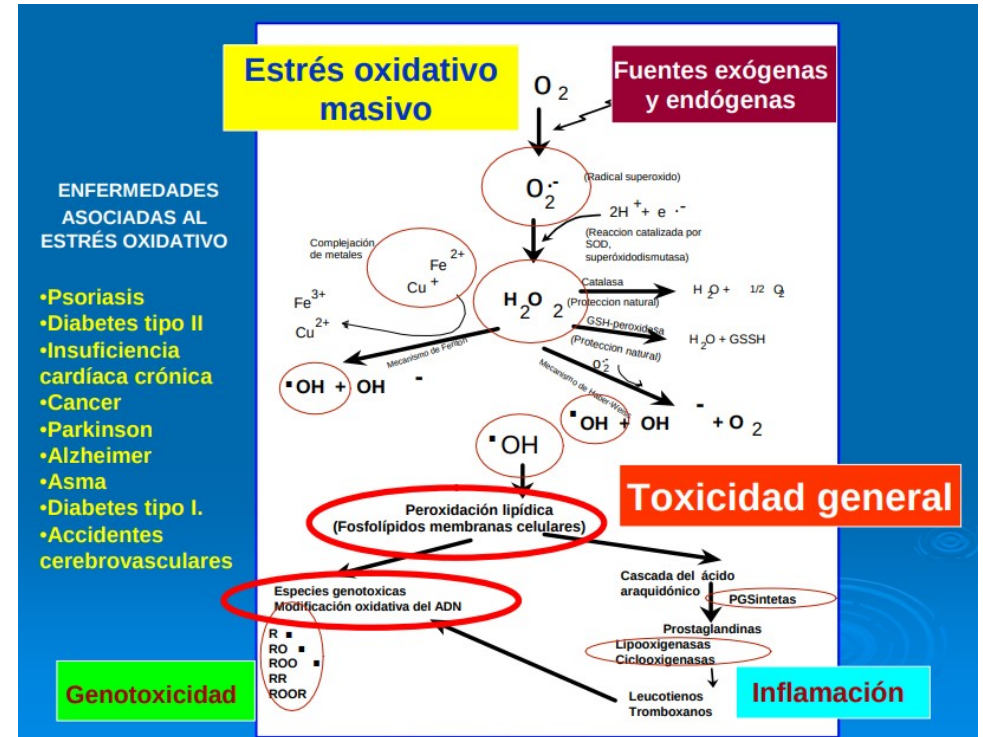 Estrés oxidativo
masivo
Fuentes exógenas
y endógenas
O 2
O2·-
(Radical superoxido)
2H + + e ·-
(Reaccion catalizada por
SOD,
superóxidodismutasa)
ENFERMEDADES
ASOCIADAS AL
ESTRÉS OXIDATIVO
•Psoriasis
•Diabetes tipo II
•Insuficiencia
cardíaca crónica
•Cancer
•Parkinson
•Alzheimer
•Asma
•Diabetes tipo I.
•Accidentes
cerebrovasculares
Complejación
de metales
Fe 2+
Cu +
Fe3+
Cu2+
H2O 2
Catalasa
(Proteccion natural)
H2O + 1/2 O2
GSH-peroxidasa
(Proteccion natural)
H2O + GSSH
Mecanismo de Fenton
▪OH + OH -
O2·-
Mecanismo de Haber-Weiss
▪OH + OH - + O 2
▪OH
Peroxidación lipídica
(Fosfolípidos membranas celulares)
Toxicidad general
Especies genotoxicas
Modificación oxidativa del ADN
R ▪
RO ▪
ROO ▪
RR
ROOR
Cascada del ácido
araquidónico
PGSintetas
Prostaglandinas
Lipooxigenasas
Ciclooxigenasas
Leucotienos
Tromboxanos
Genotoxicidad
Inflamación